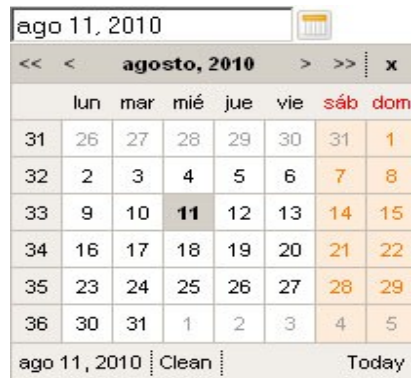 ago 11, 2010
<< < agosto, 2010 > >> x
lun mar mié jue vie sáb dom
31 26 27 28 29 30 31 1
32 2 3 4 5 6 7 8
33 9 10 11 12 13 14 15
34 16 17 18 19 20 21 22
35 23 24 25 26 27 28 29
36 30 31 1 2 3 4 5
ago 11, 2010 Clean Today